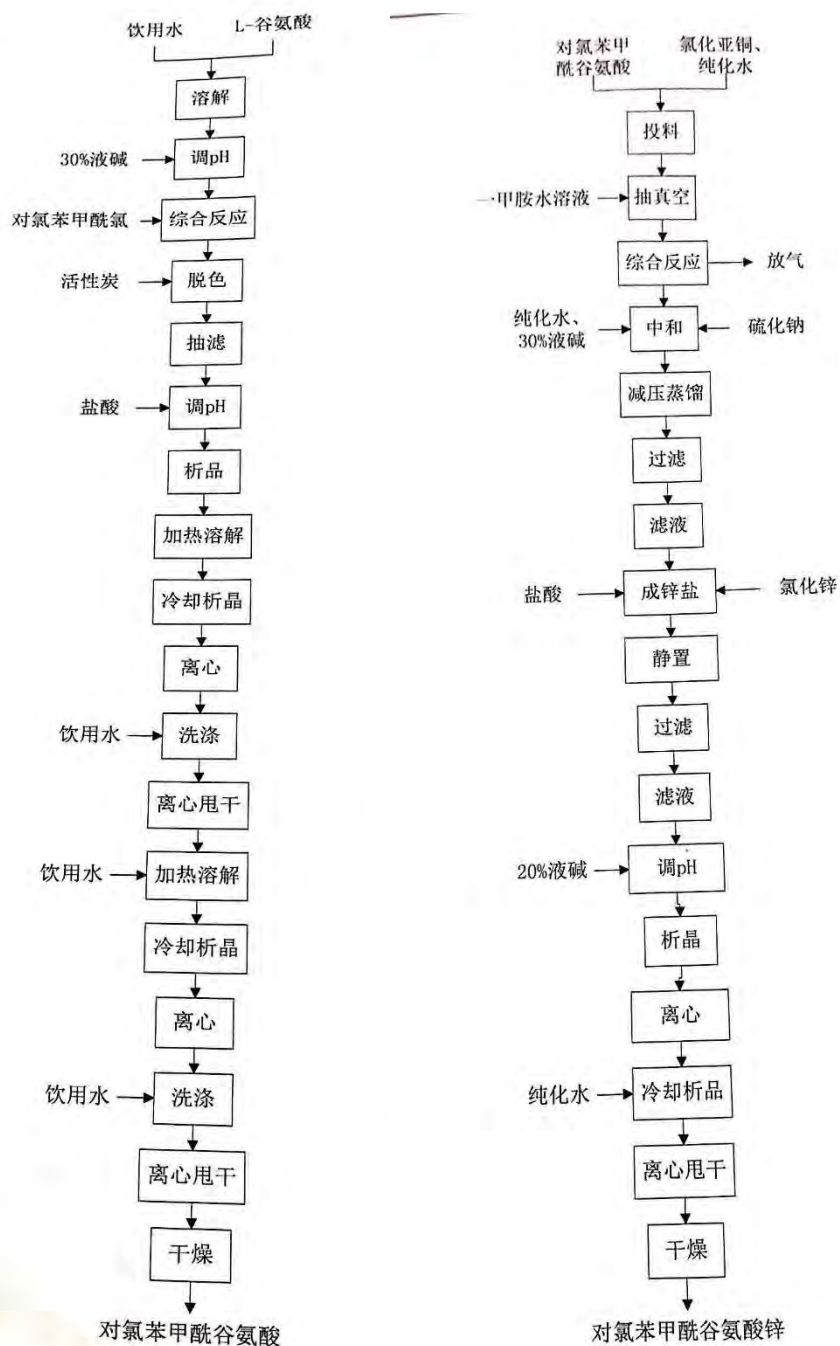 饮用水
L-谷氨酸
溶解
30%液碱
调pH
对氯苯甲酰氯
综合反应
活性炭
脱色
抽滤
盐酸
调pH
析品
加热溶解
冷却析晶
离心
饮用水
洗涤
离心甩干
饮用水
加热溶解
冷却析晶
离心
饮用水
洗涤
离心甩干
干燥
对氯苯甲酰谷氨酸
对氯苯甲
酰谷氨酸
氯化亚铜、
纯化水
投料
一甲胺水溶液
抽真空
综合反应
放气
纯化水、
30%液碱
中和
硫化钠
减压蒸馏
过滤
滤液
盐酸
成锌盐
氯化锌
静置
过滤
滤液
20%液碱
调pH
析晶
离心
纯化水
冷却析品
离心甩干
干燥
对氯苯甲酰谷氨酸锌